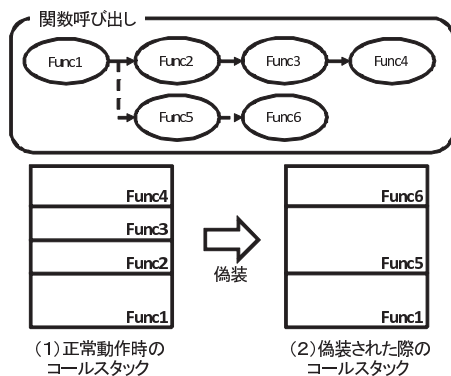 関数呼び出し
Func1
Func2
Func3
Func4
Func5
Func6
Func4
Func3
Func2
Func1
偽装
Func6
Func5
Func1
(1)正常動作時の
コールスタック
(2)偽装された際の
コールスタック